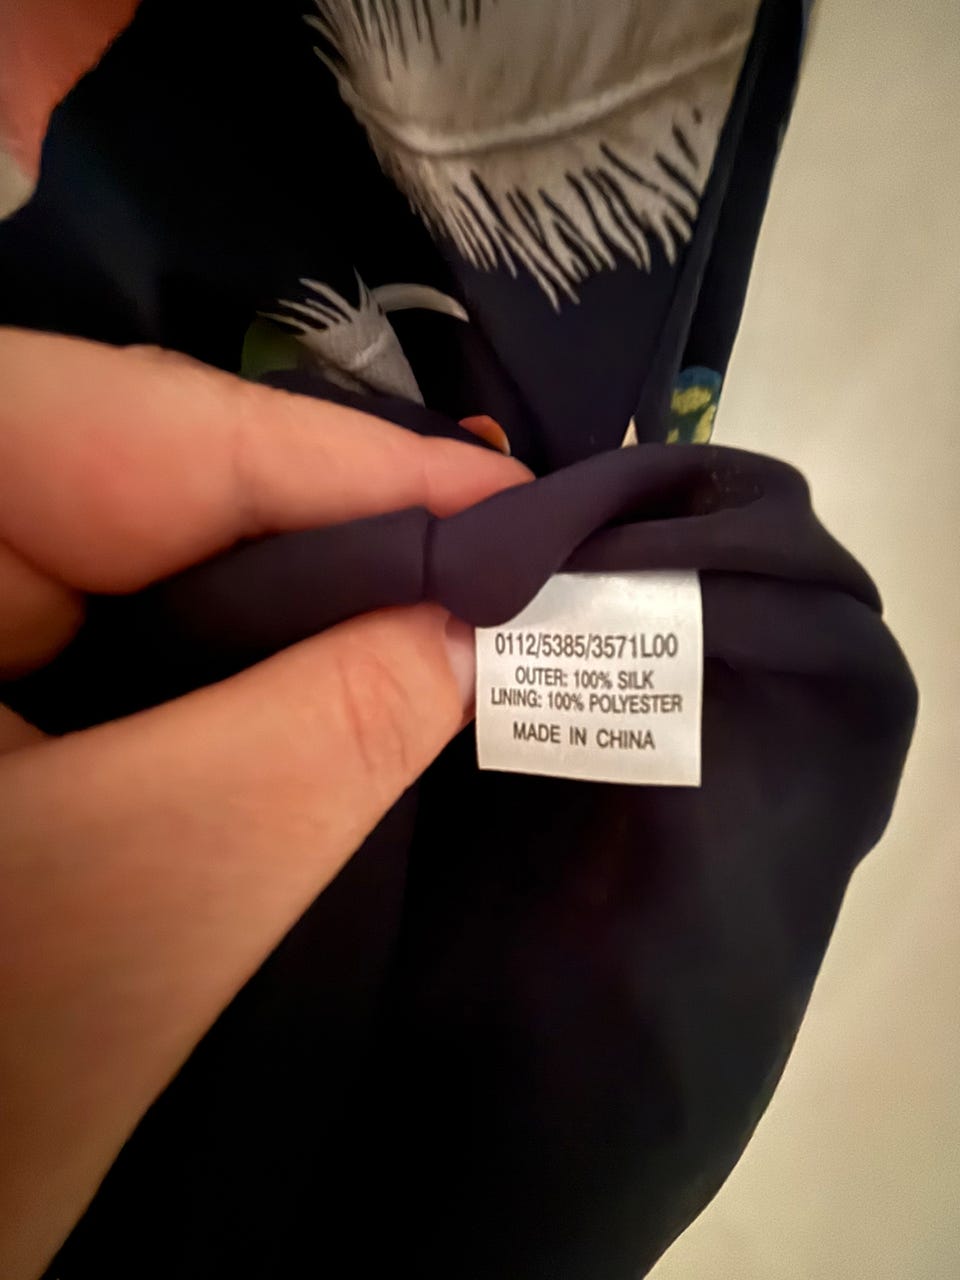 0112/5385/3571L00
OUTER: 100% SILK
LINING: 100% POLYESTER
MADE IN CHINA